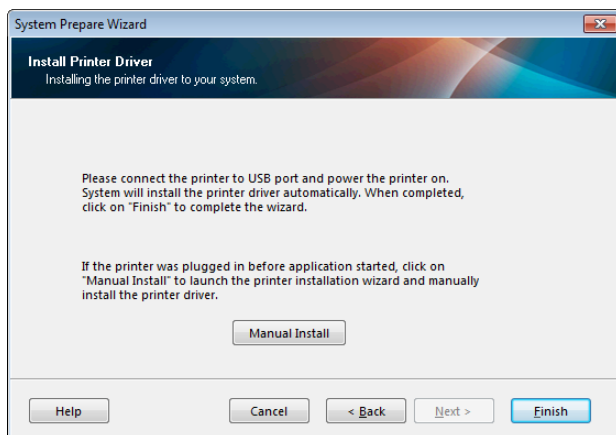 System Prepare Wizard
Install Printer Driver
Installing the printer driver to your system.
Please connect the printer to USB port and power the printer on.
System will install the printer driver automatically. When completed,
click on "Finish" to complete the wizard.
If the printer was plugged in before application started, click on
"Manual Install" to launch the printer installation wizard and manually
install the printer driver.
Manual Install
Help Cancel < Back Next > Finish